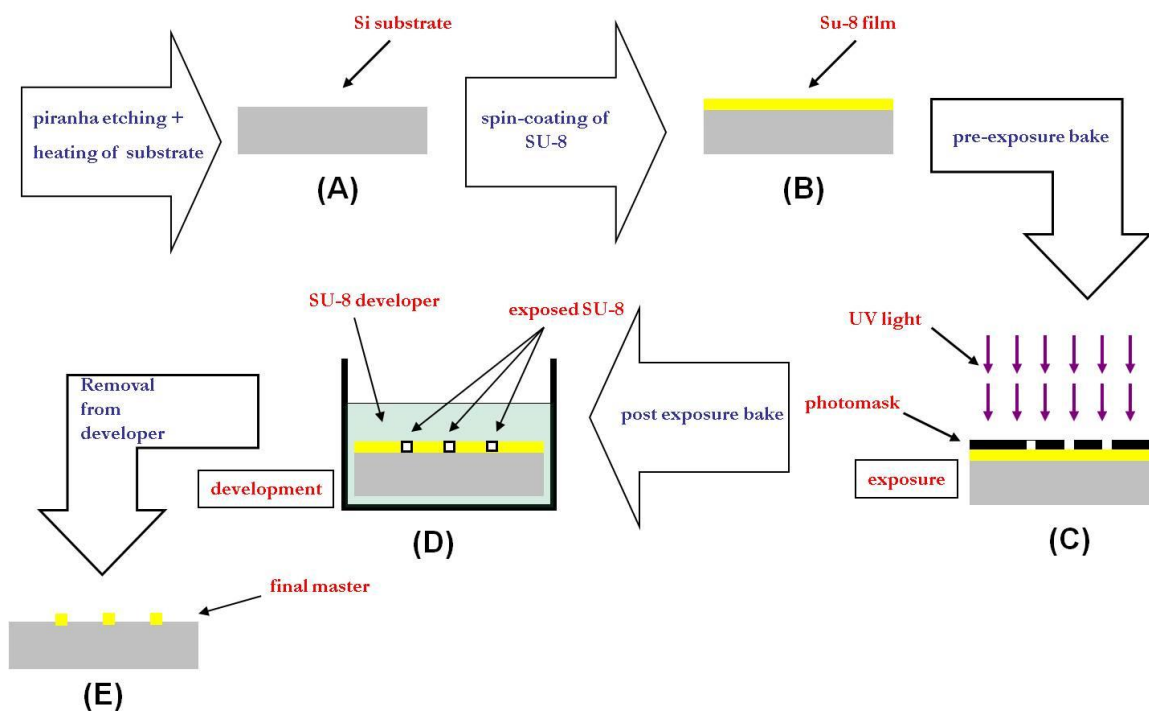 Si substrate
Su-8 film
piranha etching +
heating of substrate
spin-coating of
SU-8
pre-exposure bake
(A)
(B)
SU-8 developer
exposed SU-8
UV light
Removal
from
developer
post exposure bake
photomask
development
exposure
(D)
(C)
final master
(E)